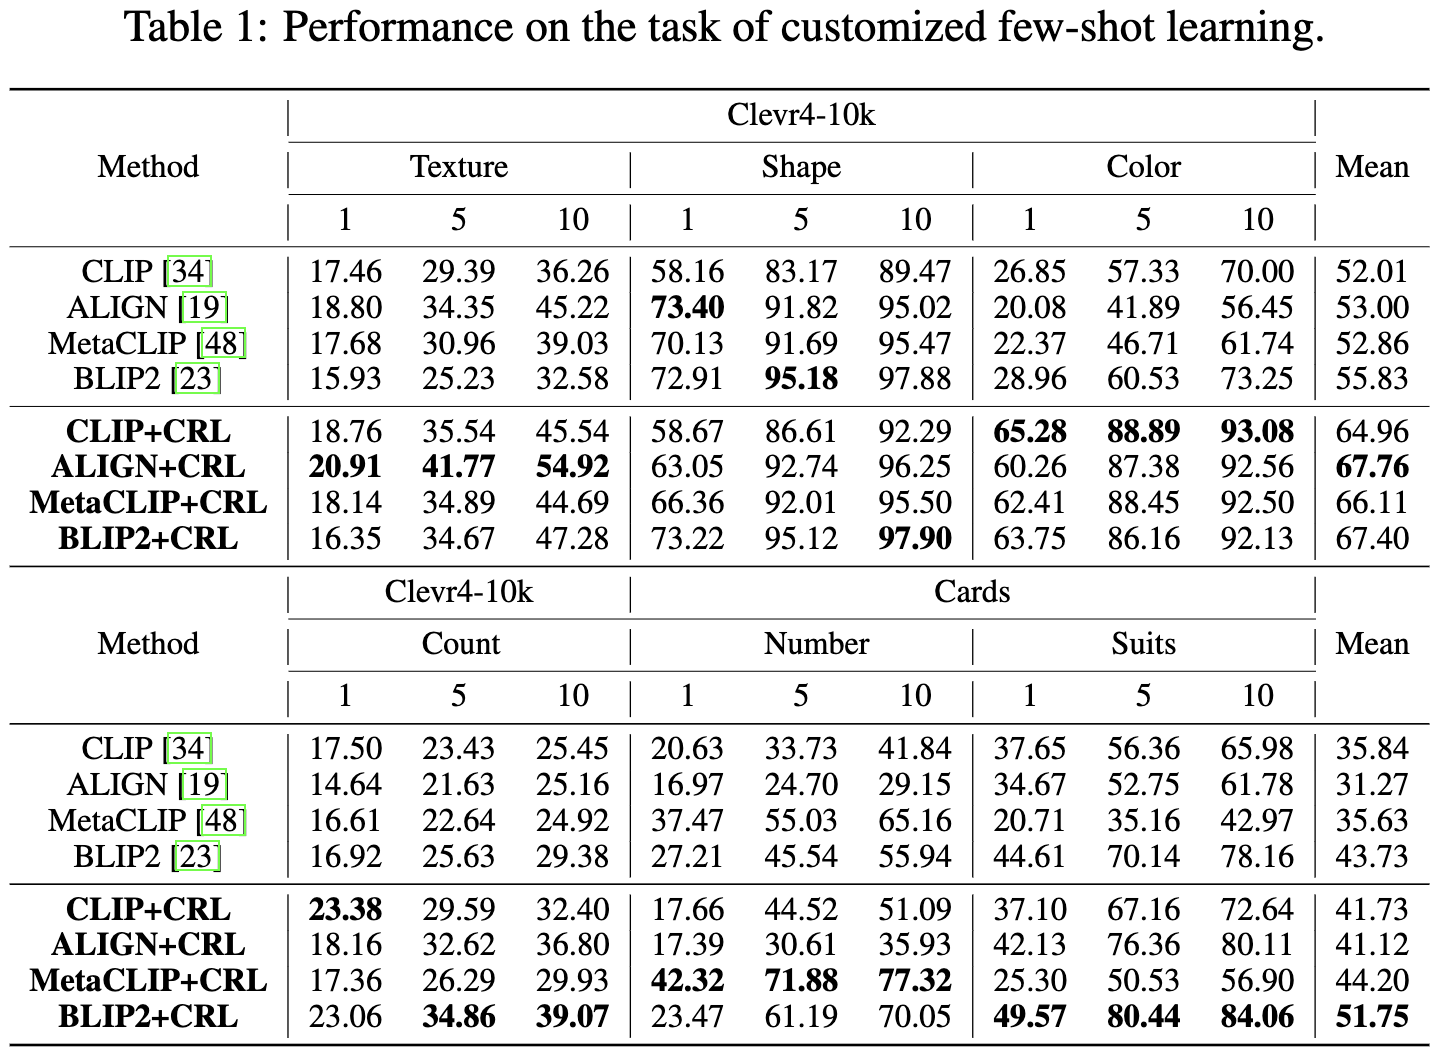 Table 1: Performance on the task of customized few-shot learning.
Clevr4-10k
Method Texture Shape Color Mean
1 5 10 1 5 10 1 5 10
CLIP [34] 17.46 29.39 36.26 58.16 83.17 89.47 26.85 57.33 70.00 52.01
ALIGN [19] 18.80 34.35 45.22 73.40 91.82 95.02 20.08 41.89 56.45 53.00
MetaCLIP [48] 17.68 30.96 39.03 70.13 91.69 95.47 22.37 46.71 61.74 52.86
BLIP2 [23] 15.93 25.23 32.58 72.91 95.18 97.88 28.96 60.53 73.25 55.83
CLIP+CRL 18.76 35.54 45.54 58.67 86.61 92.29 65.28 88.89 93.08 64.96
ALIGN+CRL 20.91 41.77 54.92 63.05 92.74 96.25 60.26 87.38 92.56 67.76
MetaCLIP+CRL 18.14 34.89 44.69 66.36 92.01 95.50 62.41 88.45 92.50 66.11
BLIP2+CRL 16.35 34.67 47.28 73.22 95.12 97.90 63.75 86.16 92.13 67.40
Clevr4-10k Cards
Method Count Number Suits Mean
1 5 10 1 5 10 1 5 10
CLIP [34] 17.50 23.43 25.45 20.63 33.73 41.84 37.65 56.36 65.98 35.84
ALIGN [19] 14.64 21.63 25.16 16.97 24.70 29.15 34.67 52.75 61.78 31.27
MetaCLIP [48] 16.61 22.64 24.92 37.47 55.03 65.16 20.71 35.16 42.97 35.63
BLIP2 [23] 16.92 25.63 29.38 27.21 45.54 55.94 44.61 70.14 78.16 43.73
CLIP+CRL 23.38 29.59 32.40 17.66 44.52 51.09 37.10 67.16 72.64 41.73
ALIGN+CRL 18.16 32.62 36.80 17.39 30.61 35.93 42.13 76.36 80.11 41.12
MetaCLIP+CRL 17.36 26.29 29.93 42.32 71.88 77.32 25.30 50.53 56.90 44.20
BLIP2+CRL 23.06 34.86 39.07 23.47 61.19 70.05 49.57 80.44 84.06 51.75